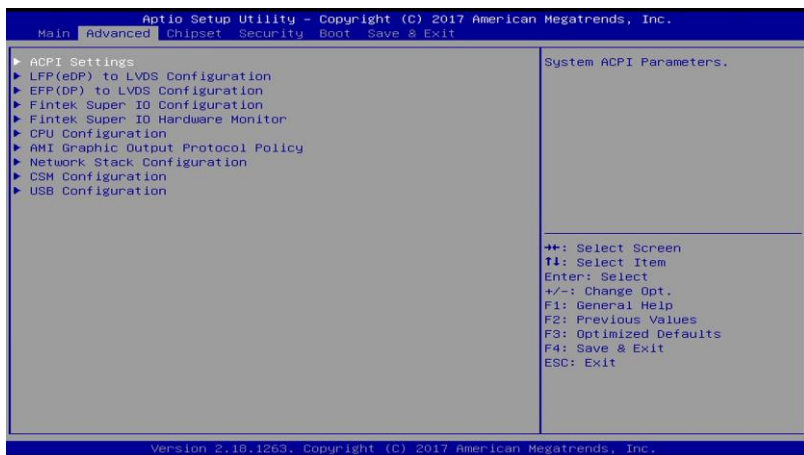 Aptio Setup Utility – Copyright (C) 2017 American Megatrends, Inc.
Main Advanced Chipset Security Boot Save & Exit
▶ ACPI Settings
▶ LFP(eDP) to LVDS Configuration
▶ EFP(DP) to LVDS Configuration
▶ Fintek Super IO Configuration
▶ Fintek Super IO Hardware Monitor
▶ CPU Configuration
▶ AMI Graphic Output Protocol Policy
▶ Network Stack Configuration
▶ CSM Configuration
▶ USB Configuration
System ACPI Parameters.
→←: Select Screen
↑↓: Select Item
Enter: Select
+/-: Change Opt.
F1: General Help
F2: Previous Values
F3: Optimized Defaults
F4: Save & Exit
ESC: Exit
Version 2.18.1263. Copyright (C) 2017 American Megatrends, Inc.